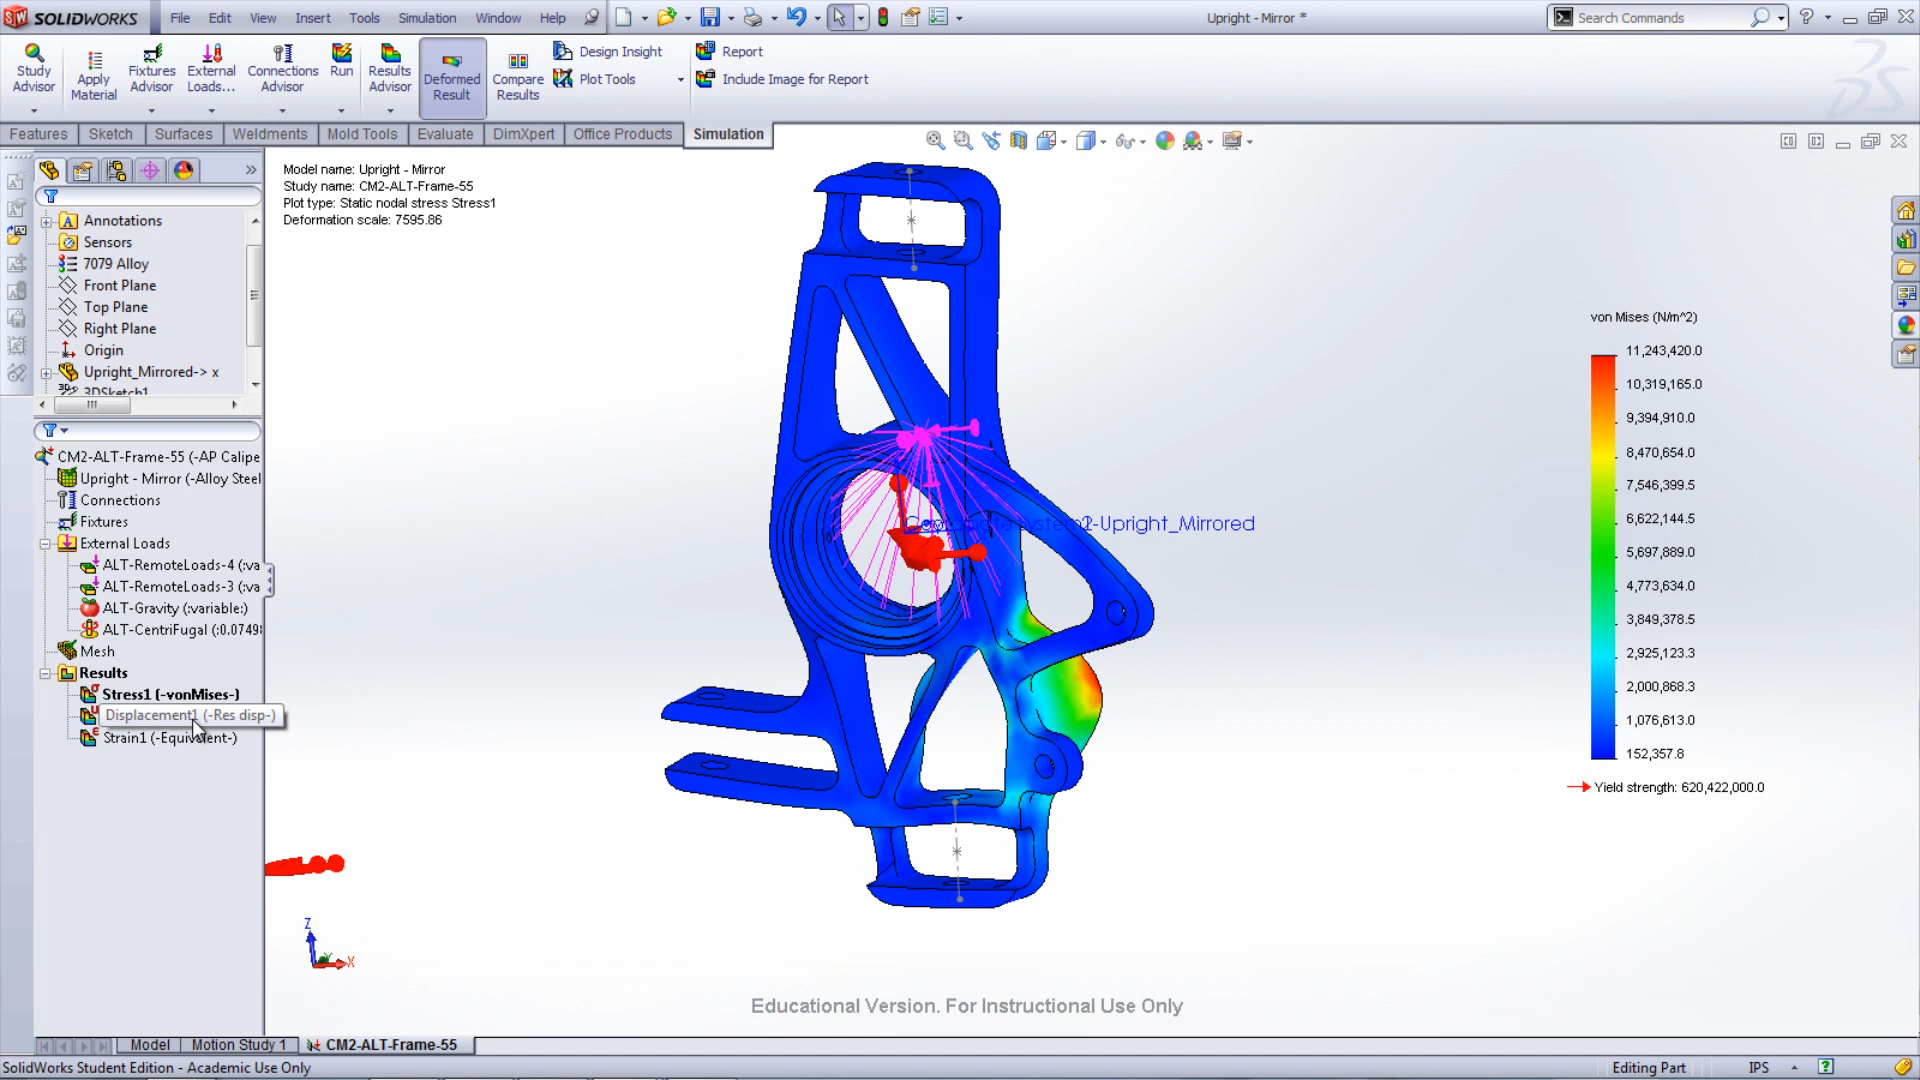 SOLIDWORKS File Edit View Insert Tools Simulation Window Help Upright - Mirror * Search Commands
Study Advisor
Apply Material
Fixtures Advisor
External Loads...
Connections Advisor
Run
Results Advisor
Deformed Result
Compare Results
Design Insight
Plot Tools
Report
Include Image for Report
Features Sketch Surfaces Weldments Mold Tools Evaluate DimXpert Office Products Simulation
Annotations
Sensors
7079 Alloy
Front Plane
Top Plane
Right Plane
Origin
Upright_Mirrored-> x
3DSketch1
CM2-ALT-Frame-55 (-AP Calipe
Upright - Mirror (-Alloy Steel
Connections
Fixtures
External Loads
ALT-RemoteLoads-4 (:va
ALT-RemoteLoads-3 (:va
ALT-Gravity (:variable:)
ALT-CentriFugal (:0.0749
Mesh
Results
Stress1 (-vonMises-)
Displacement1 (-Res disp-)
Strain1 (-Equivalent-)
Model name: Upright - Mirror
Study name: CM2-ALT-Frame-55
Plot type: Static nodal stress Stress1
Deformation scale: 7595.86
Coordinate System2-Upright_Mirrored
von Mises (N/m^2)
11,243,420.0
10,319,165.0
9,394,910.0
8,470,654.0
7,546,399.5
6,622,144.5
5,697,889.0
4,773,634.0
3,849,378.5
2,925,123.3
2,000,868.3
1,076,613.0
152,357.8
Yield strength: 620,422,000.0
Z
Y
X
Educational Version. For Instructional Use Only
Model Motion Study 1 CM2-ALT-Frame-55
SolidWorks Student Edition - Academic Use Only Editing Part IPS